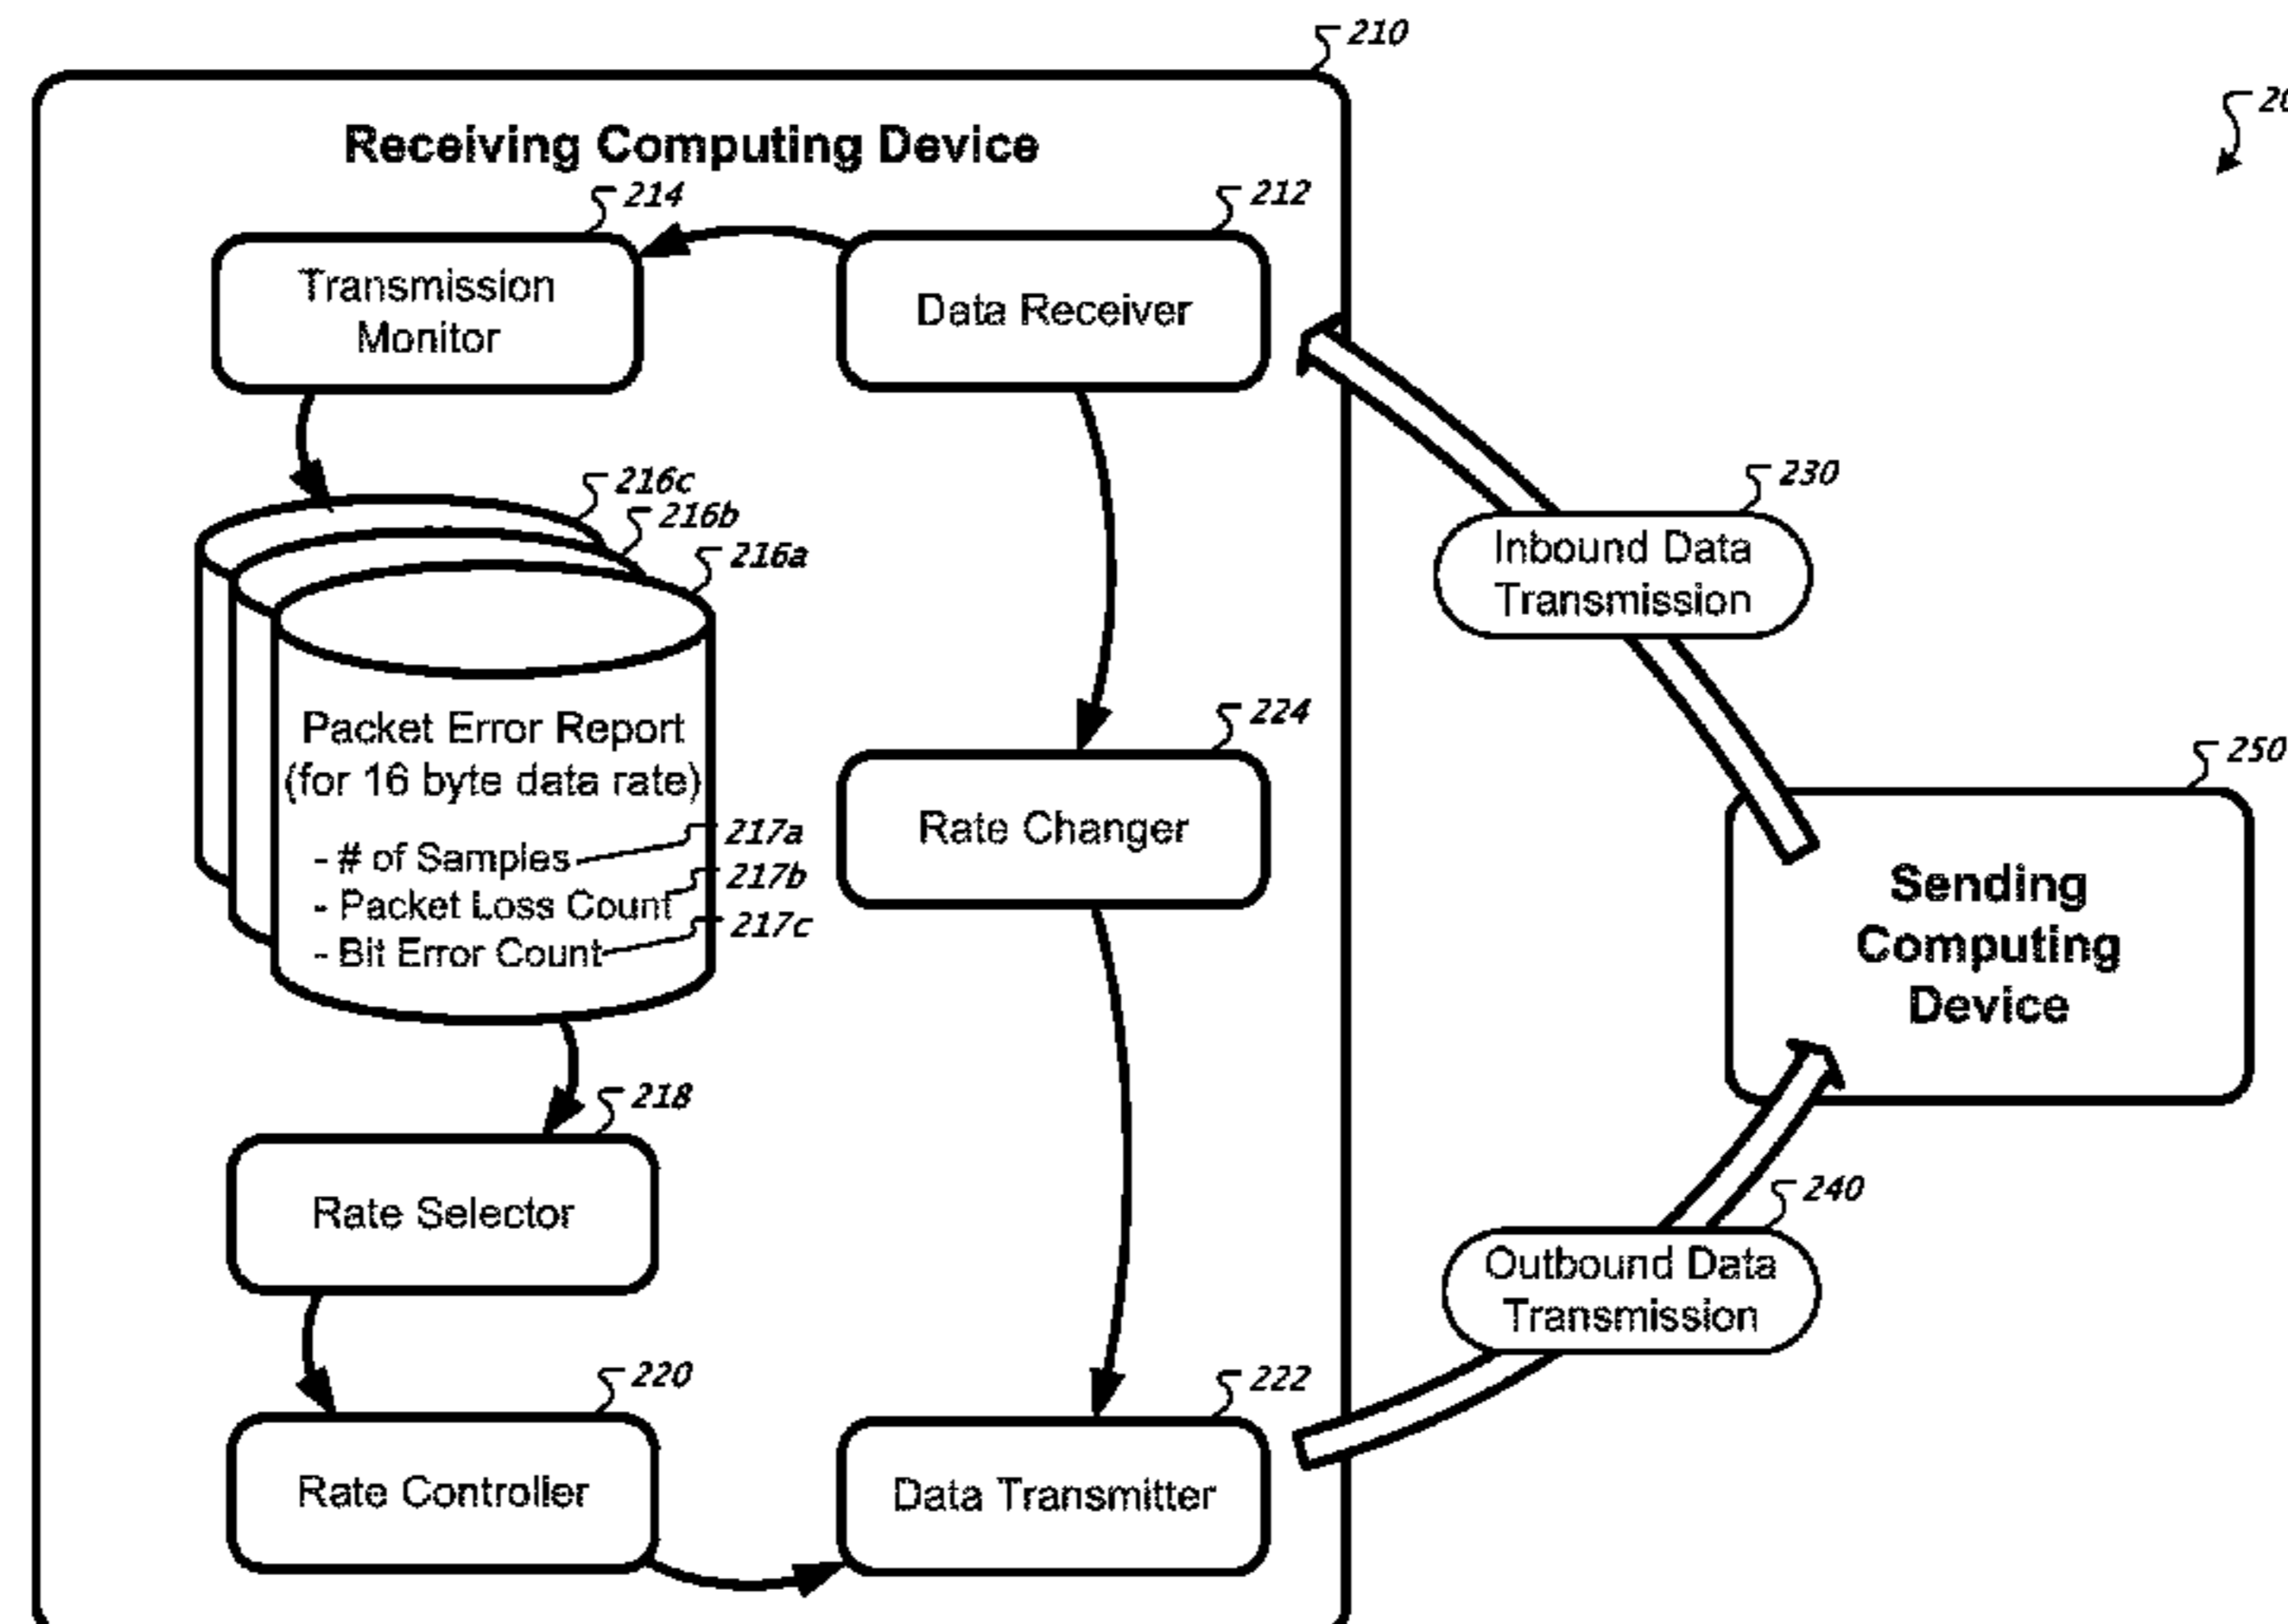 210
Receiving Computing Device
214
212
Transmission
Monitor
Data Receiver
216c
216b
216a
230
Inbound Data
Transmission
Packet Error Report
(for 16 byte data rate)
- # of Samples
217a
- Packet Loss Count
217b
- Bit Error Count
217c
224
Rate Changer
250
Sending
Computing
Device
218
Rate Selector
240
Outbound Data
Transmission
220
Rate Controller
222
Data Transmitter